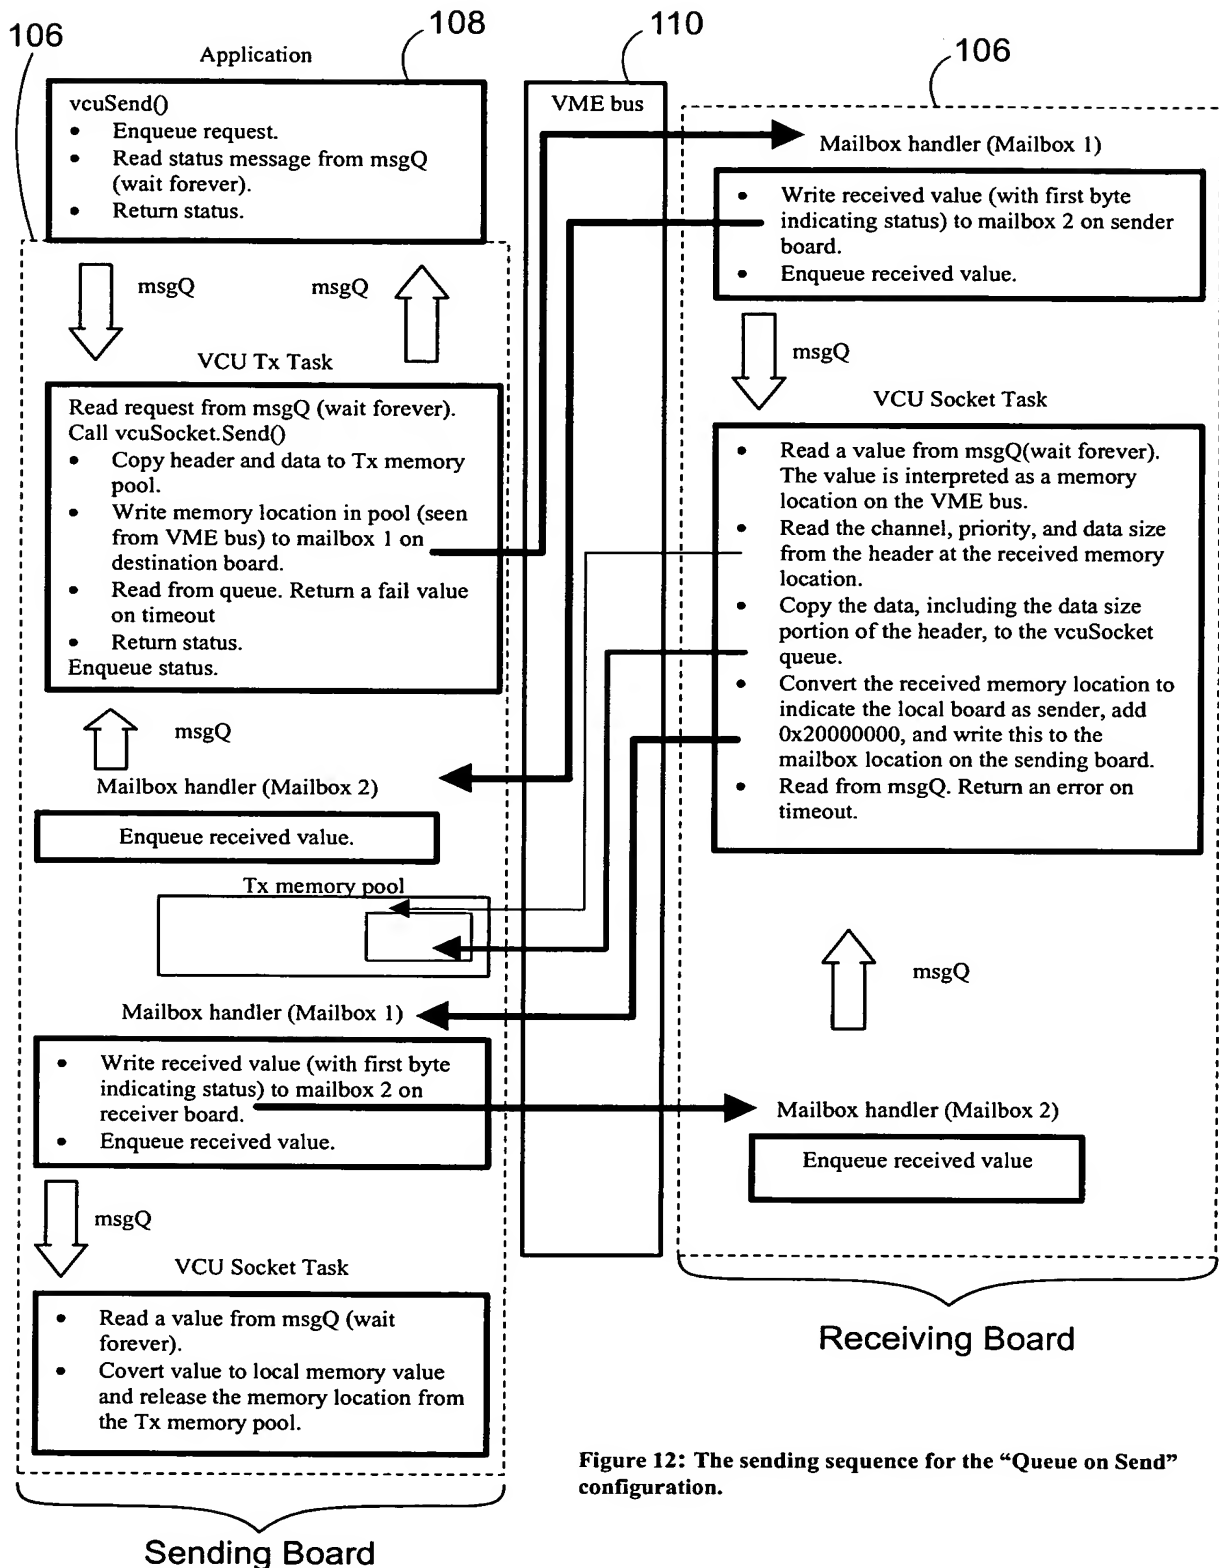 106
Application
108
110
106
vcuSend()
• Enqueue request.
• Read status message from msgQ
(wait forever).
• Return status.
msgQ
msgQ
VCU Tx Task
Read request from msgQ (wait forever).
Call vcuSocket.Send()
• Copy header and data to Tx memory
pool.
• Write memory location in pool (seen
from VME bus) to mailbox 1 on
destination board.
• Read from queue. Return a fail value
on timeout
• Return status.
Enqueue status.
msgQ
Mailbox handler (Mailbox 2)
Enqueue received value.
Tx memory pool
Mailbox handler (Mailbox 1)
• Write received value (with first byte
indicating status) to mailbox 2 on
receiver board.
• Enqueue received value.
msgQ
VCU Socket Task
• Read a value from msgQ (wait
forever).
• Covert value to local memory value
and release the memory location from
the Tx memory pool.
Sending Board
VME bus
Mailbox handler (Mailbox 1)
• Write received value (with first byte
indicating status) to mailbox 2 on sender
board.
• Enqueue received value.
msgQ
VCU Socket Task
• Read a value from msgQ(wait forever).
The value is interpreted as a memory
location on the VME bus.
• Read the channel, priority, and data size
from the header at the received memory
location.
• Copy the data, including the data size
portion of the header, to the vcuSocket
queue.
• Convert the received memory location to
indicate the local board as sender, add
0x20000000, and write this to the
mailbox location on the sending board.
• Read from msgQ. Return an error on
timeout.
msgQ
Mailbox handler (Mailbox 2)
Enqueue received value
Receiving Board
Figure 12: The sending sequence for the “Queue on Send”
configuration.